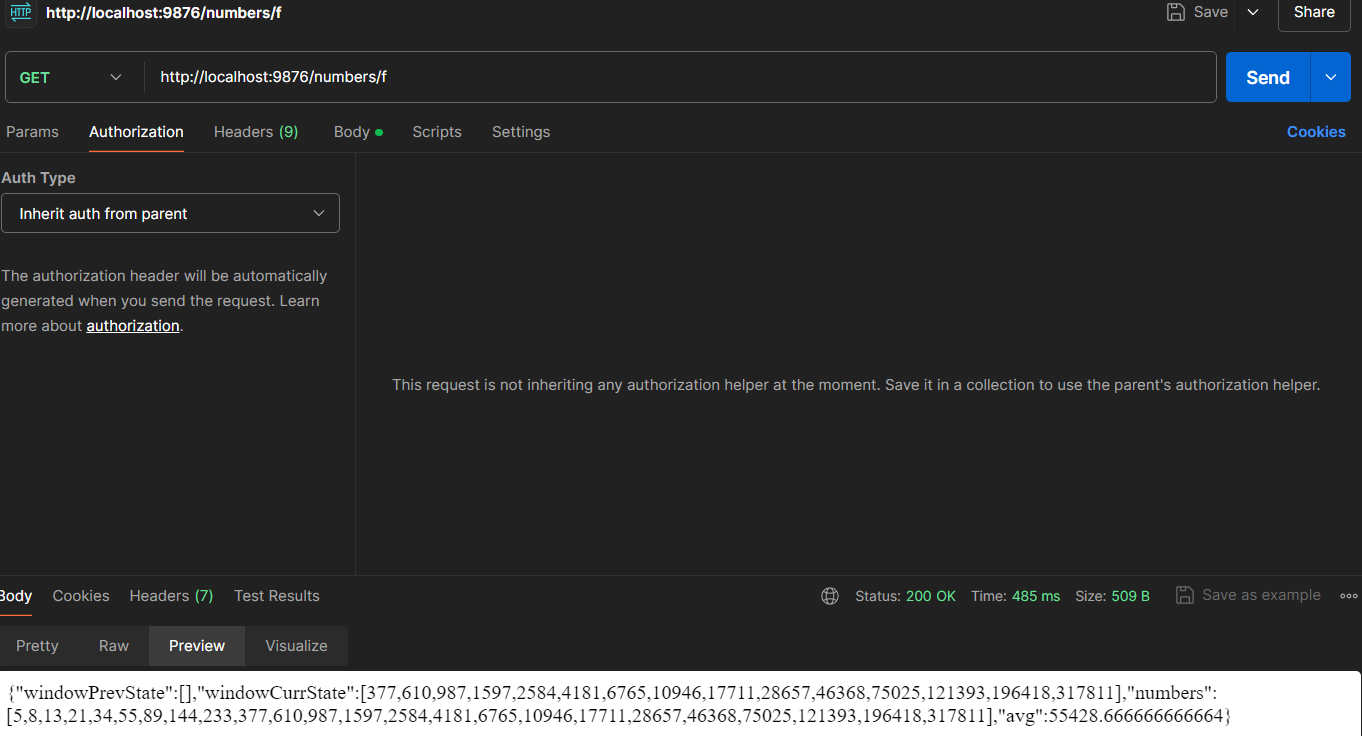 HTTP http://localhost:9876/numbers/f Save Share
GET http://localhost:9876/numbers/f Send
Params Authorization Headers (9) Body Scripts Settings Cookies
Auth Type
Inherit auth from parent
The authorization header will be automatically
generated when you send the request. Learn
more about authorization.
This request is not inheriting any authorization helper at the moment. Save it in a collection to use the parent's authorization helper.
Body Cookies Headers (7) Test Results Status: 200 OK Time: 485 ms Size: 509 B Save as example
Pretty Raw Preview Visualize
{"windowPrevState":[],"windowCurrState":[377,610,987,1597,2584,4181,6765,10946,17711,28657,46368,75025,121393,196418,317811],"numbers":
[5,8,13,21,34,55,89,144,233,377,610,987,1597,2584,4181,6765,10946,17711,28657,46368,75025,121393,196418,317811],"avg":55428.666666666664}